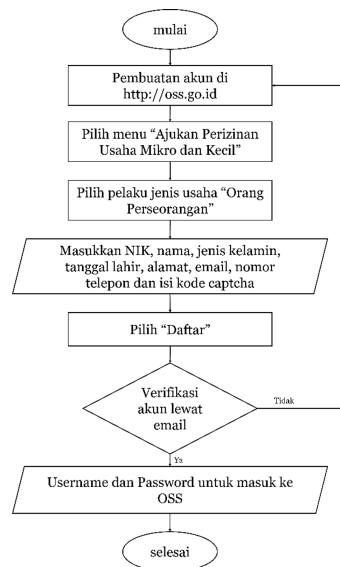 mulai
Pembuatan akun di
http://oss.go.id
Pilih menu “Ajukan Perizinan
Usaha Mikro dan Kecil”
Pilih pelaku jenis usaha “Orang
Perseorangan”
Masukkan NIK, nama, jenis kelamin,
tanggal lahir, alamat, email, nomor
telepon dan isi kode captcha
Pilih “Daftar”
Verifikasi
akun lewat
email
Tidak
Ya
Username dan Password untuk masuk ke
OSS
selesai